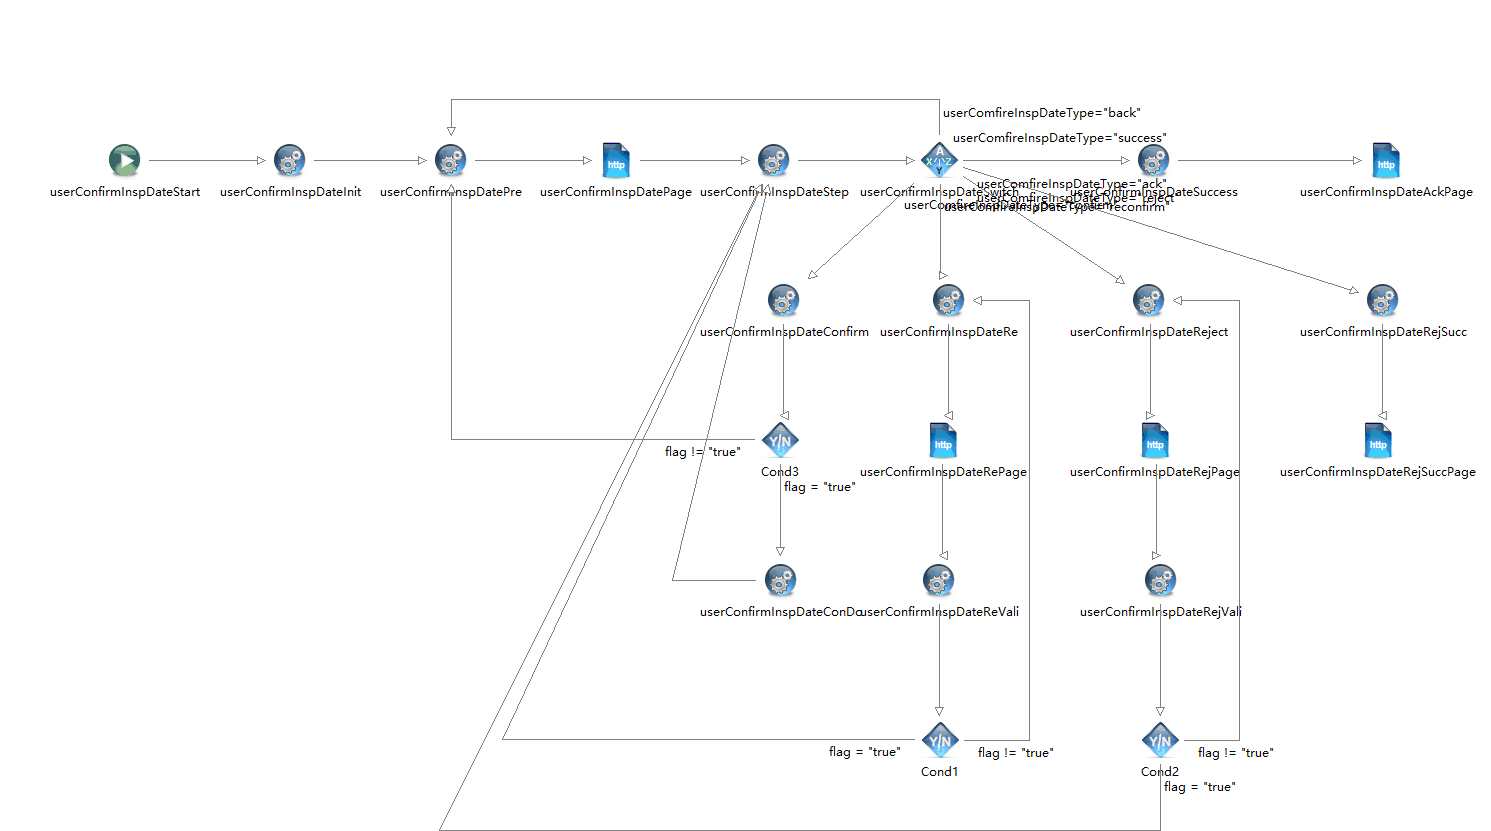 userComfireInspDateType="back"
userComfireInspDateType="success"
userConfirmInspDateStart
userConfirmInspDateInit
userConfirmInspDatePre
http
userConfirmInspDatePage
userConfirmInspDateStep
A
X Z
Y
userConfirmInspDateSwitch
userComfireInspDateType="ack"
userConfirmInspDateSuccess
http
userConfirmInspDateAckPage
userComfireInspDateType="reject
userComfireInspDateType="confirm"
userComfireInspDateType="reconfirm"
userConfirmInspDateConfirm
userConfirmInspDateRe
userConfirmInspDateReject
userConfirmInspDateRejSucc
Y/N
flag != "true"
Cond3
flag = "true"
http
userConfirmInspDateRePage
http
userConfirmInspDateRejPage
http
userConfirmInspDateRejSuccPage
userConfirmInspDateConDo
userConfirmInspDateReVali
userConfirmInspDateRejVali
Y/N
flag = "true"
flag != "true"
Cond1
Y/N
flag != "true"
Cond2
flag = "true"